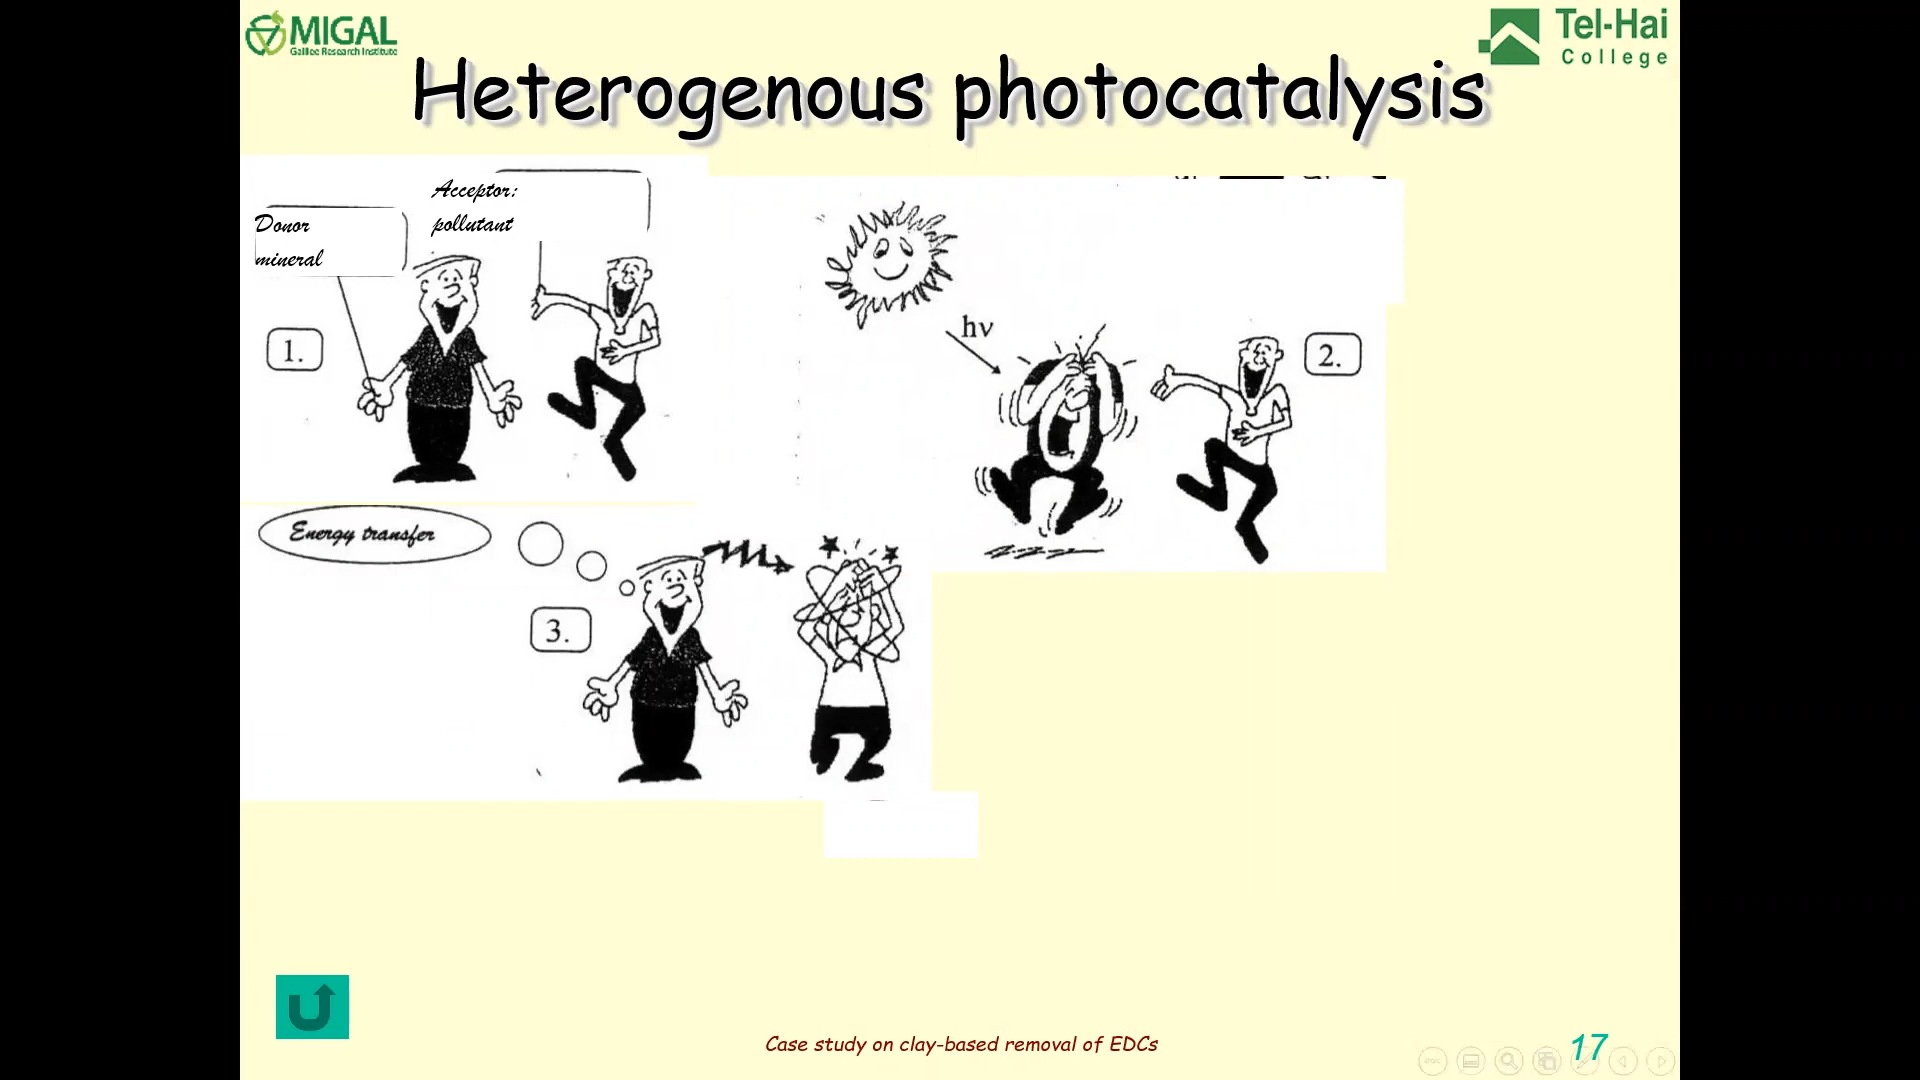 MIGAL
Galilee Research Institute
Tel-Hai
College
Heterogenous photocatalysis
Donor
mineral
Acceptor:
pollutant
1.
hν
2.
Energy transfer
3.
Case study on clay-based removal of EDCs
17